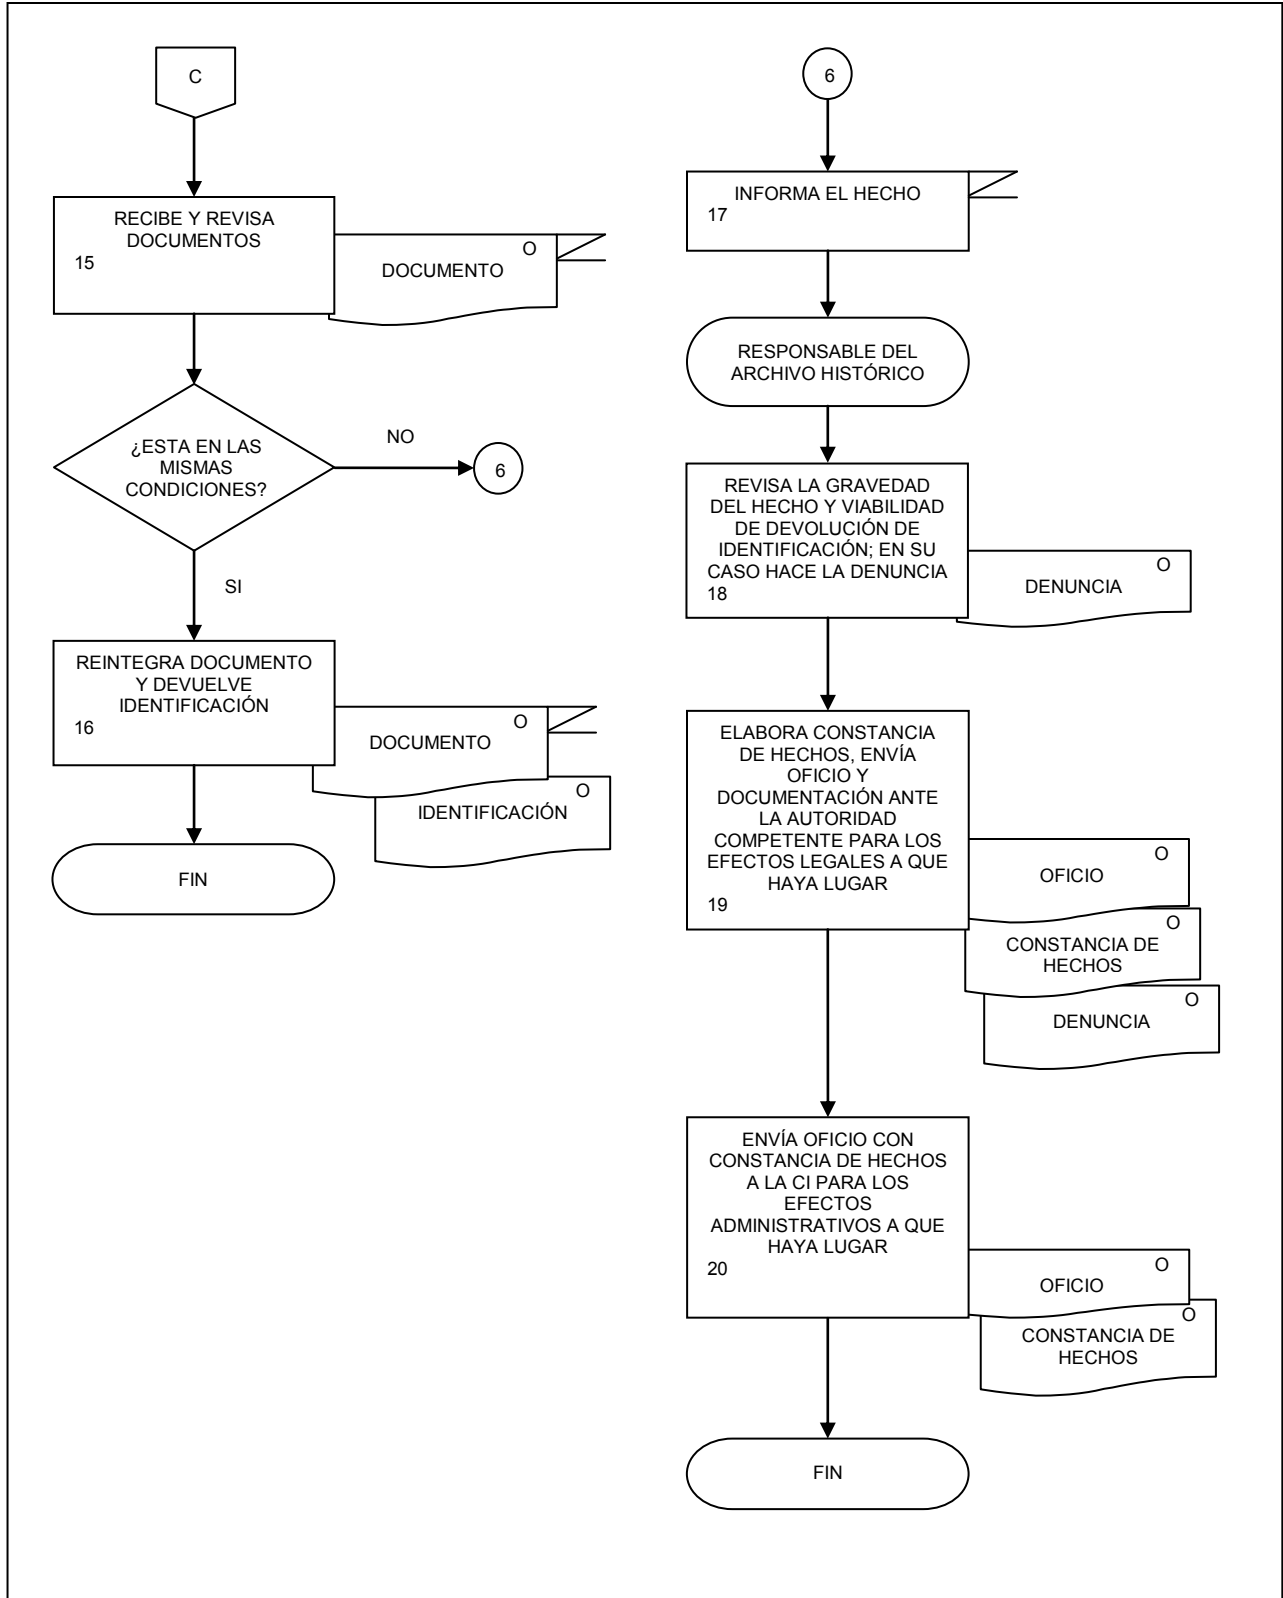 C
RECIBE Y REVISA
DOCUMENTOS
15
O
DOCUMENTO
¿ESTA EN LAS
MISMAS
CONDICIONES?
NO
6
SI
REINTEGRA DOCUMENTO
Y DEVUELVE
IDENTIFICACIÓN
16
O
DOCUMENTO
O
IDENTIFICACIÓN
FIN
6
INFORMA EL HECHO
17
RESPONSABLE DEL
ARCHIVO HISTÓRICO
REVISA LA GRAVEDAD
DEL HECHO Y VIABILIDAD
DE DEVOLUCIÓN DE
IDENTIFICACIÓN; EN SU
CASO HACE LA DENUNCIA
18
O
DENUNCIA
ELABORA CONSTANCIA
DE HECHOS, ENVÍA
OFICIO Y
DOCUMENTACIÓN ANTE
LA AUTORIDAD
COMPETENTE PARA LOS
EFECTOS LEGALES A QUE
HAYA LUGAR
19
O
OFICIO
O
CONSTANCIA DE
HECHOS
O
DENUNCIA
ENVÍA OFICIO CON
CONSTANCIA DE HECHOS
A LA CI PARA LOS
EFECTOS
ADMINISTRATIVOS A QUE
HAYA LUGAR
20
O
OFICIO
O
CONSTANCIA DE
HECHOS
FIN